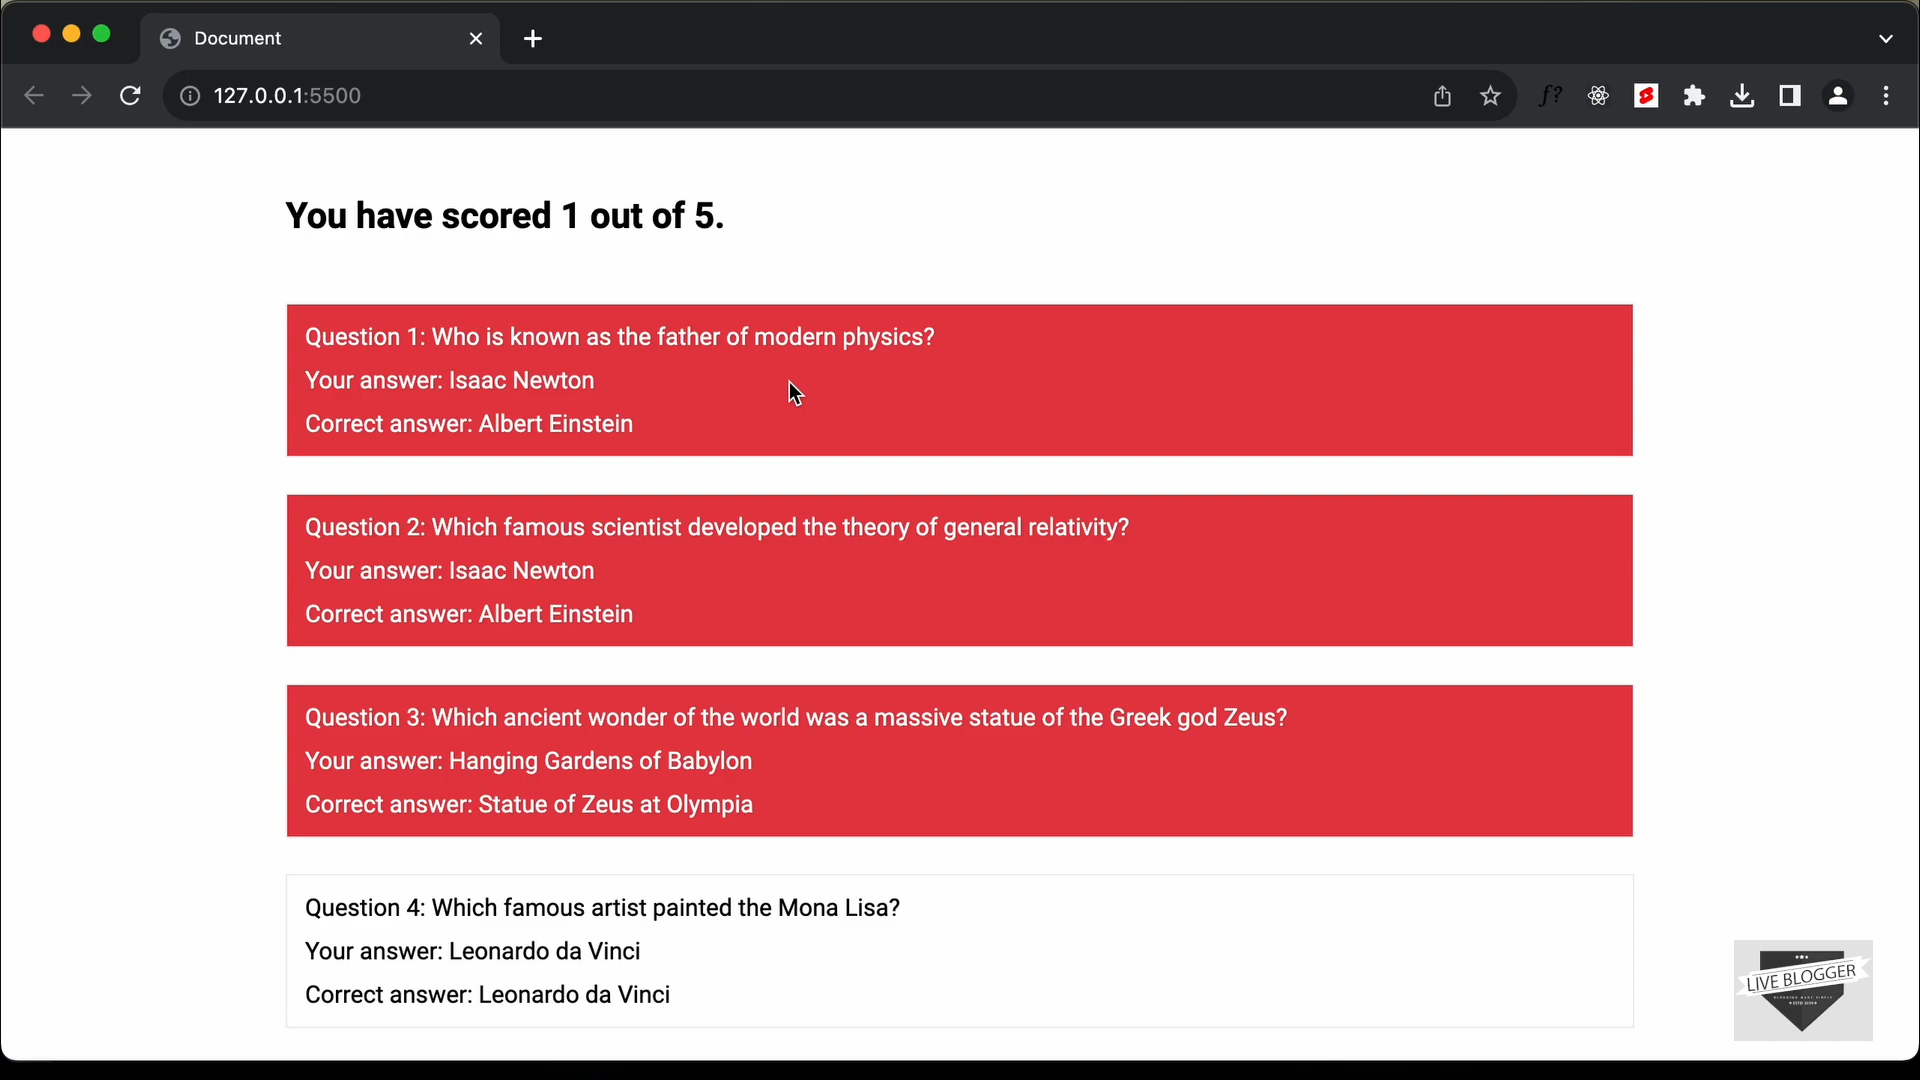 Document
127.0.0.1:5500
f?
You have scored 1 out of 5.
Question 1: Who is known as the father of modern physics?
Your answer: Isaac Newton
Correct answer: Albert Einstein
Question 2: Which famous scientist developed the theory of general relativity?
Your answer: Isaac Newton
Correct answer: Albert Einstein
Question 3: Which ancient wonder of the world was a massive statue of the Greek god Zeus?
Your answer: Hanging Gardens of Babylon
Correct answer: Statue of Zeus at Olympia
Question 4: Which famous artist painted the Mona Lisa?
Your answer: Leonardo da Vinci
Correct answer: Leonardo da Vinci
LIVE BLOGGER
BLOGGING MADE SIMPLE